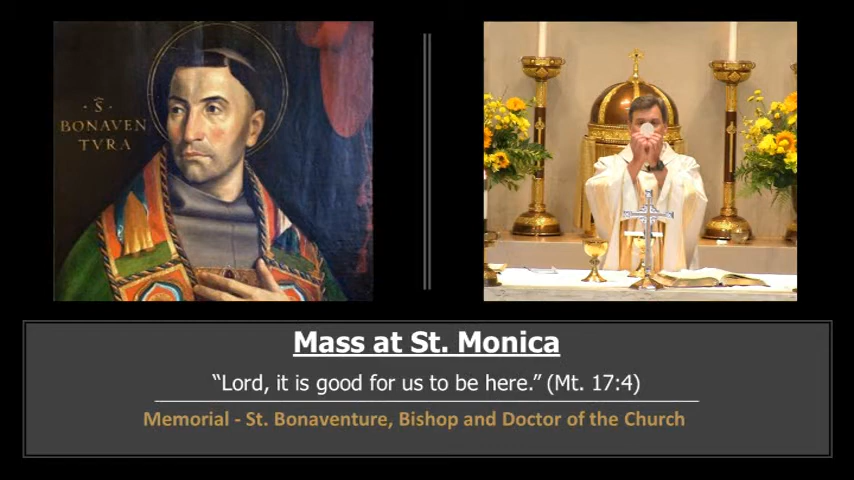 · S ·
BONAVEN
TVRA
Mass at St. Monica
“Lord, it is good for us to be here.” (Mt. 17:4)
Memorial - St. Bonaventure, Bishop and Doctor of the Church